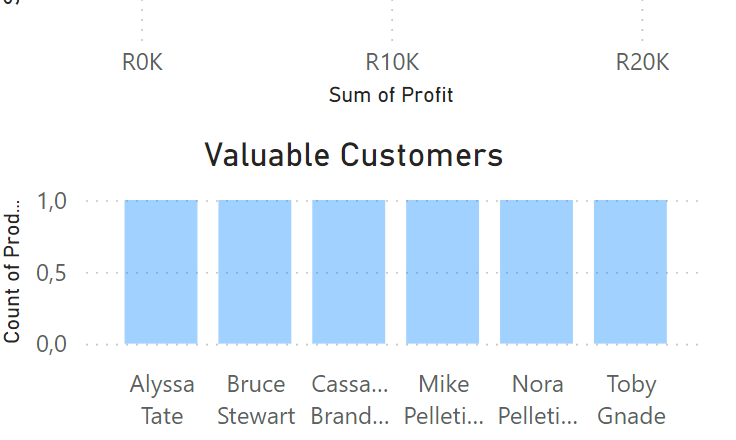 R0K R10K R20K
Sum of Profit
Valuable Customers
Count of Prod...
1,0
0,5
0,0
Alyssa Tate
Bruce Stewart
Cassa... Brand...
Mike Pelleti...
Nora Pelleti...
Toby Gnade